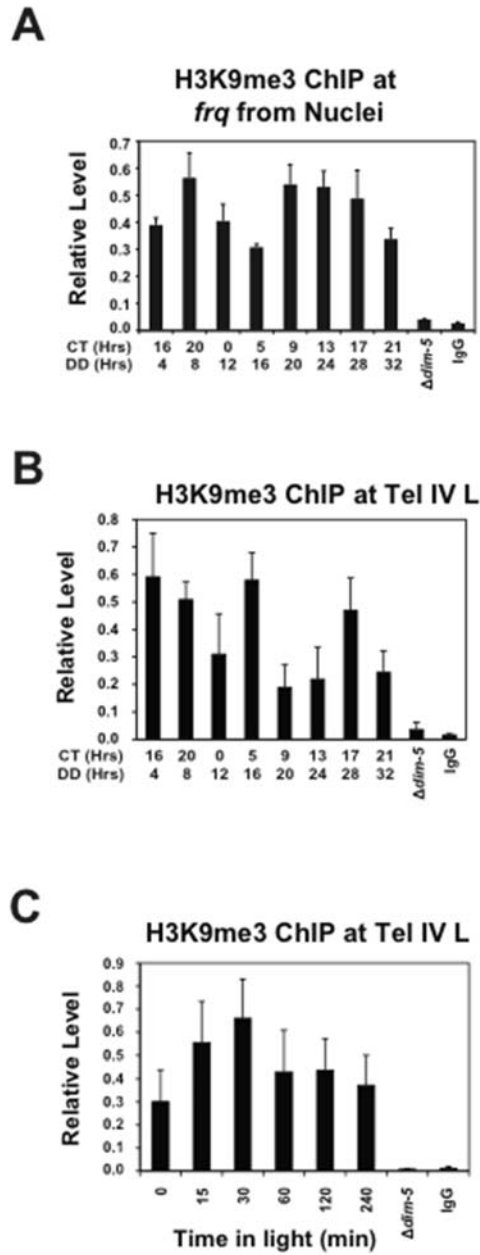 A
H3K9me3 ChIP at
frq from Nuclei
Relative Level
0.7
0.6
0.5
0.4
0.3
0.2
0.1
0.0
CT (Hrs) 16 20 0 5 9 13 17 21
DD (Hrs) 4 8 12 16 20 24 28 32
Δdim-5
IgG
B
H3K9me3 ChIP at Tel IV L
Relative Level
0.8
0.7
0.6
0.5
0.4
0.3
0.2
0.1
0.0
CT (Hrs) 16 20 0 5 9 13 17 21
DD (Hrs) 4 8 12 16 20 24 28 32
Δdim-5
IgG
C
H3K9me3 ChIP at Tel IV L
Relative Level
0.9
0.8
0.7
0.6
0.5
0.4
0.3
0.2
0.1
0.0
0 15 30 60 120 240 Δdim-5 IgG
Time in light (min)